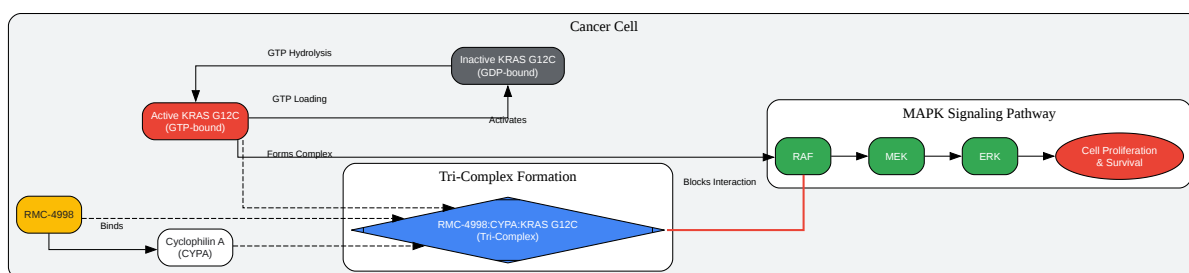 Cancer Cell
GTP Hydrolysis
Inactive KRAS G12C
(GDP-bound)
GTP Loading
Active KRAS G12C
(GTP-bound)
Activates
MAPK Signaling Pathway
RAF
MEK
ERK
Cell Proliferation
& Survival
Forms Complex
Tri-Complex Formation
Blocks Interaction
RMC-4998
Binds
RMC-4998:CYPA:KRAS G12C
(Tri-Complex)
Cyclophilin A
(CYPA)